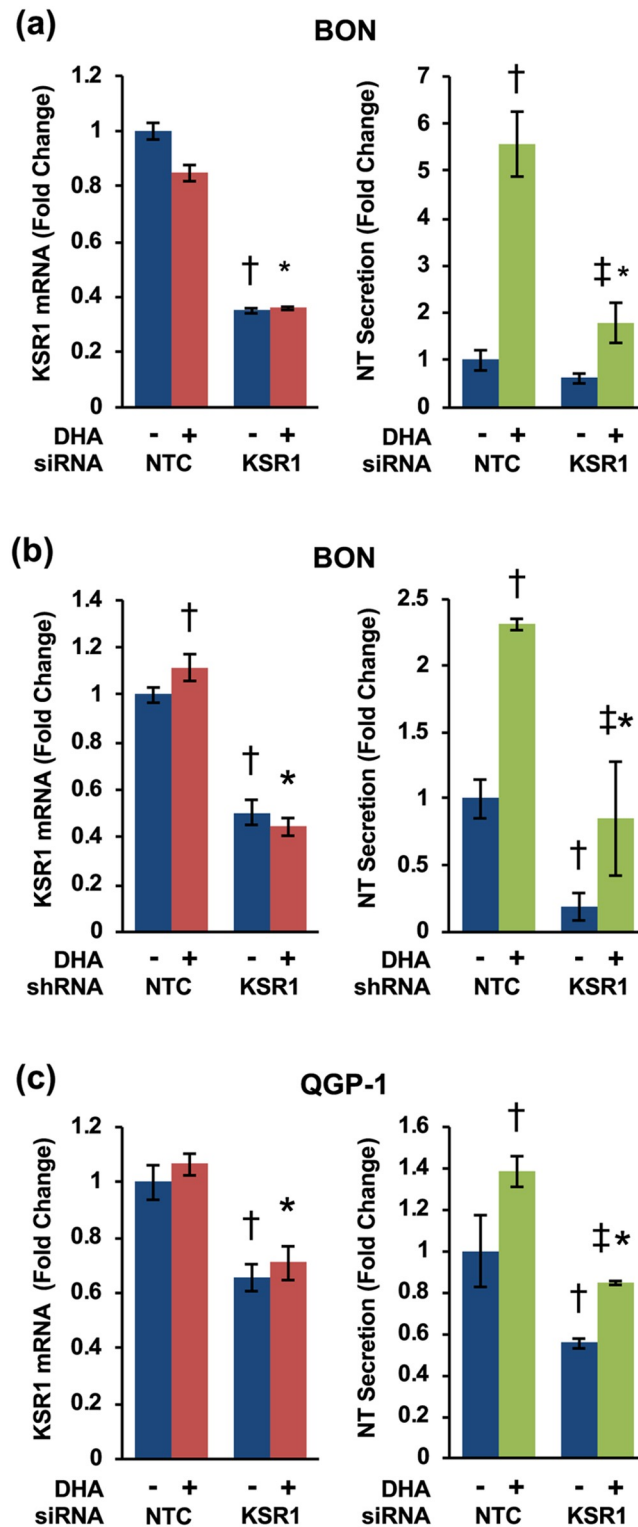 (a)
BON
KSR1 mRNA (Fold Change)
1.2
1
0.8
0.6
0.4
0.2
0
† *
DHA - + - +
siRNA NTC KSR1
NT Secretion (Fold Change)
7
6
5
4
3
2
1
0
†
‡ *
DHA - + - +
siRNA NTC KSR1
(b)
BON
KSR1 mRNA (Fold Change)
1.4
1.2
1
0.8
0.6
0.4
0.2
0
†
† *
DHA - + - +
shRNA NTC KSR1
NT Secretion (Fold Change)
2.5
2
1.5
1
0.5
0
†
‡*
†
DHA - + - +
shRNA NTC KSR1
(c)
QGP-1
KSR1 mRNA (Fold Change)
1.2
1
0.8
0.6
0.4
0.2
0
† *
DHA - + - +
siRNA NTC KSR1
NT Secretion (Fold Change)
1.6
1.4
1.2
1
0.8
0.6
0.4
0.2
0
†
‡*
†
DHA - + - +
siRNA NTC KSR1